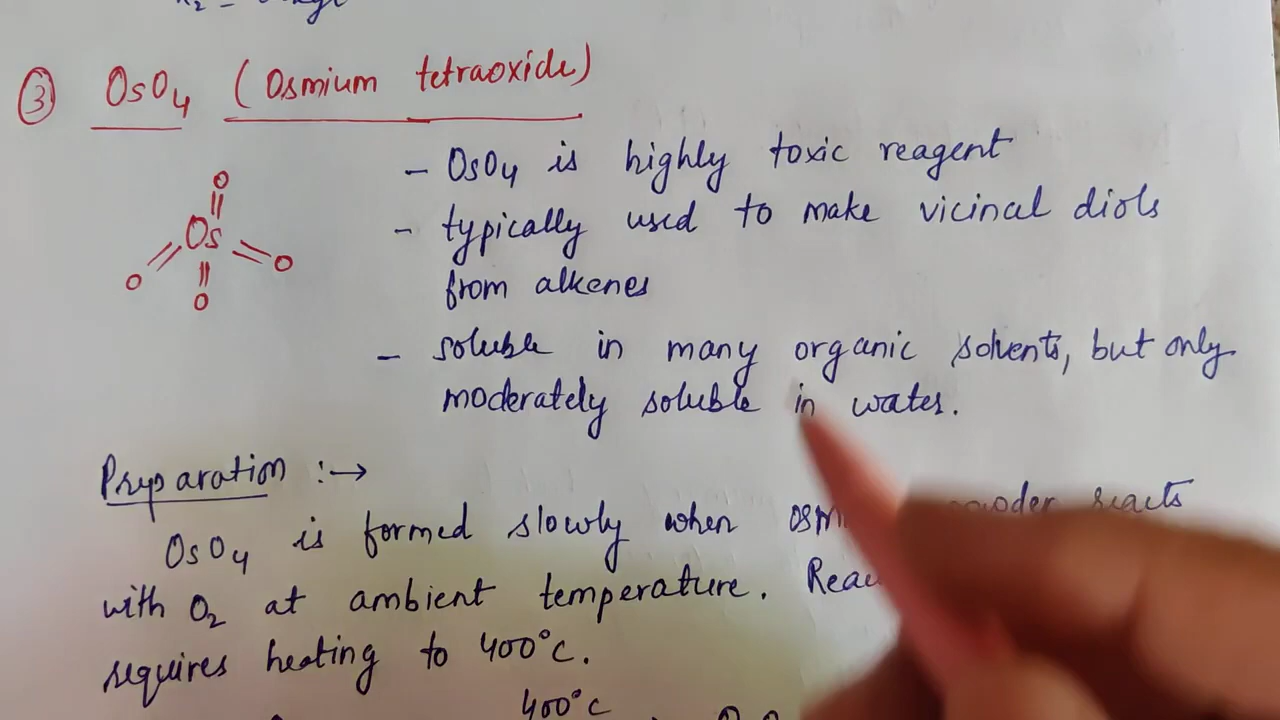 ③ OsO4 (Osmium tetraoxide)
O
Os
O O
O
- OsO4 is highly toxic reagent
- typically used to make vicinal diols
from alkenes
- soluble in many organic solvents, but only
moderately soluble in water.
Preparation :→
OsO4 is formed slowly when reacts
with O2 at ambient temperature.
requires heating to 400°C.
400°C